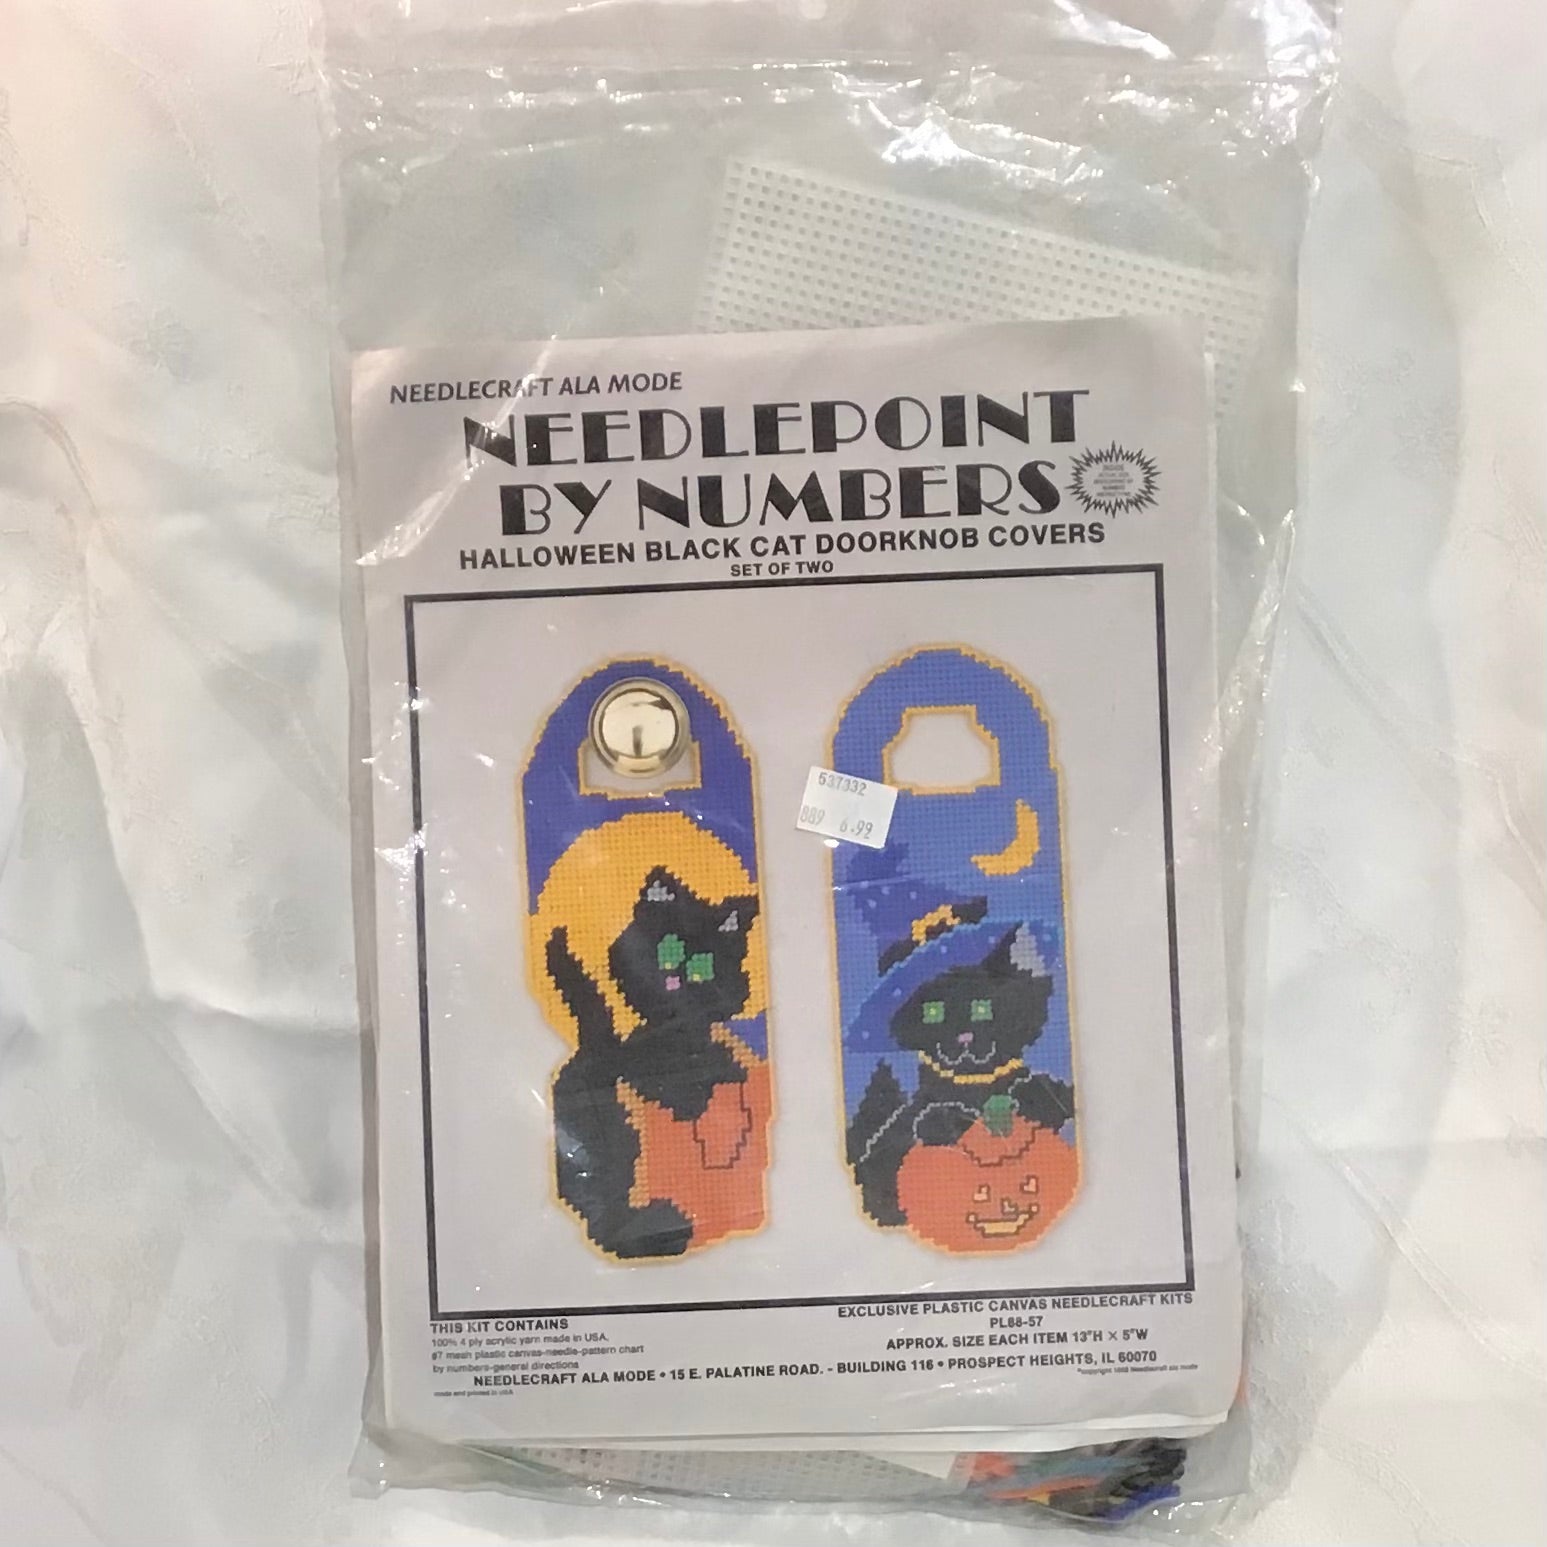 NEEDLECRAFT ALA MODE
NEEDLEPOINT
BY NUMBERS
INSIDE
HALLOWEEN BLACK CAT DOORKNOB COVERS
SET OF TWO
537332
889 6.99
EXCLUSIVE PLASTIC CANVAS NEEDLECRAFT KITS
PL88-57
APPROX. SIZE EACH ITEM 13"H X 5"W
THIS KIT CONTAINS
100% 4 ply acrylic yarn made in USA,
#7 mesh plastic canvas-needle-pattern chart
by numbers-general directions
NEEDLECRAFT ALA MODE • 15 E. PALATINE ROAD. - BUILDING 116 • PROSPECT HEIGHTS, IL 60070
made and printed in USA